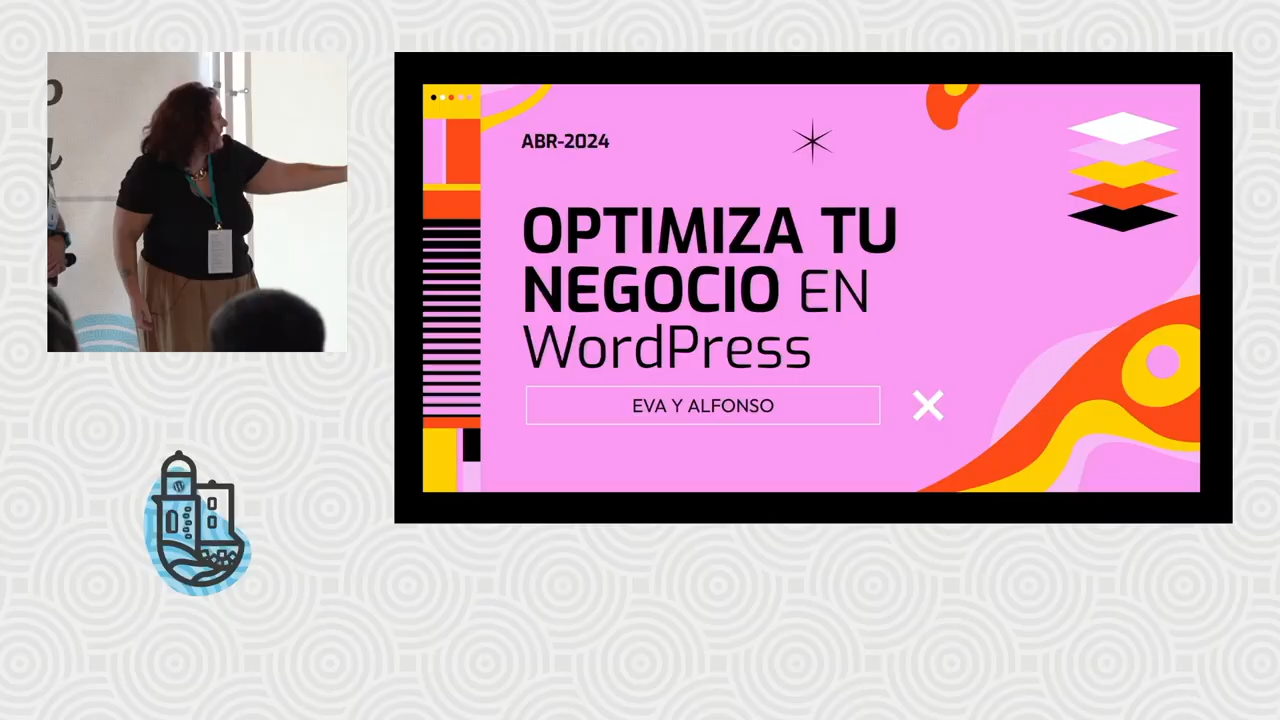 ABR-2024
OPTIMIZA TU
NEGOCIO EN
WordPress
EVA Y ALFONSO